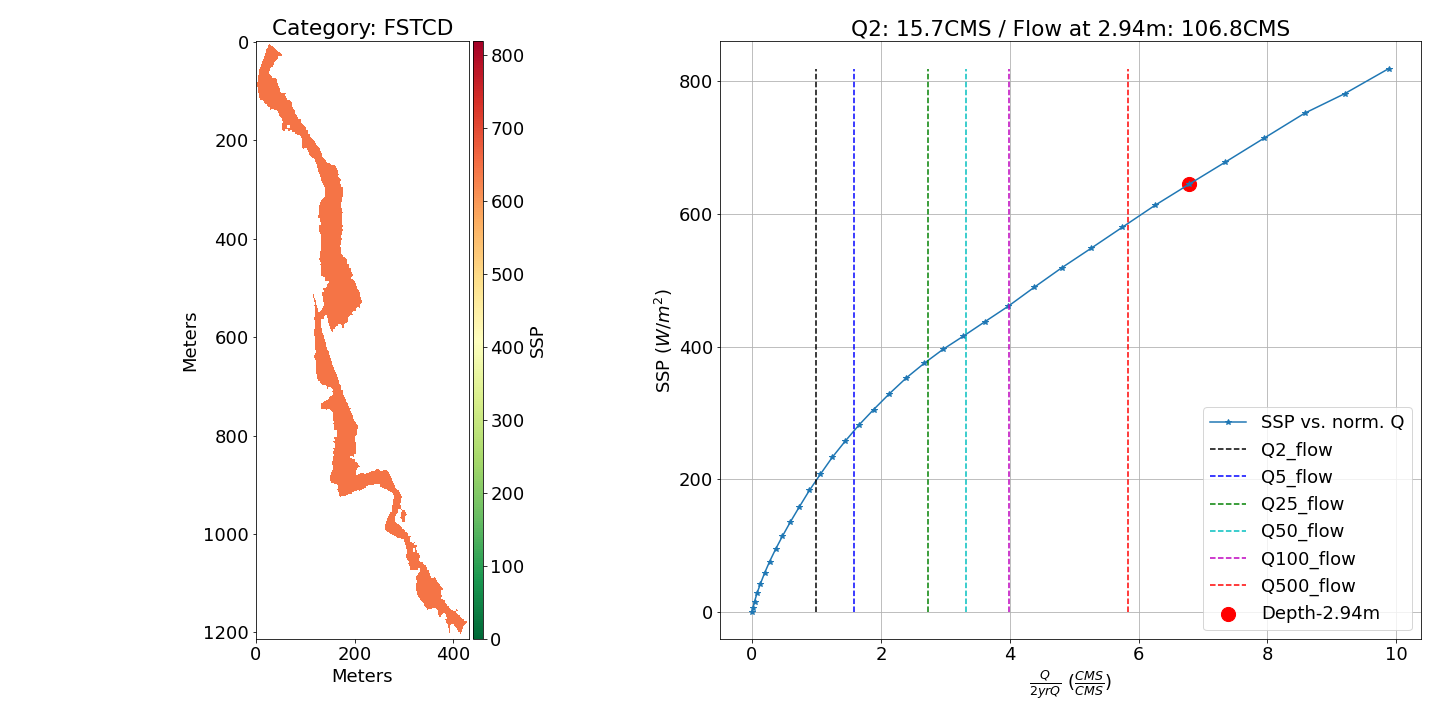 Category: FSTCD
0
200
400
600
800
1000
1200
Meters
0
200
400
Meters
800
700
600
500
400
300
200
100
0
SSP
Q2: 15.7CMS / Flow at 2.94m: 106.8CMS
800
600
400
200
0
SSP (W/m²)
0
2
4
6
8
10
Q/2yrQ (CMS/CMS)
SSP vs. norm. Q
Q2_flow
Q5_flow
Q25_flow
Q50_flow
Q100_flow
Q500_flow
Depth-2.94m